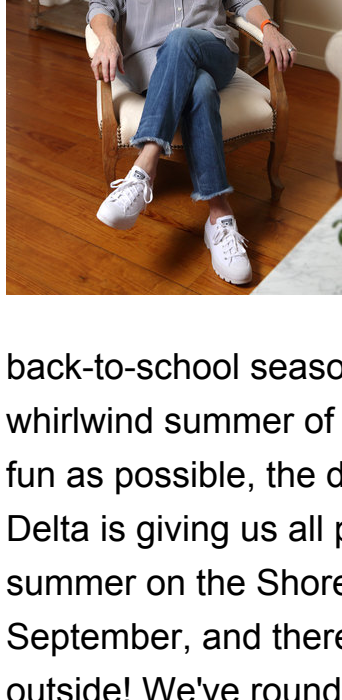 back-to-school
whirlwind summer of
fun as possible, the
Delta is giving us all
summer on the Shore
September, and there
outside! We've round